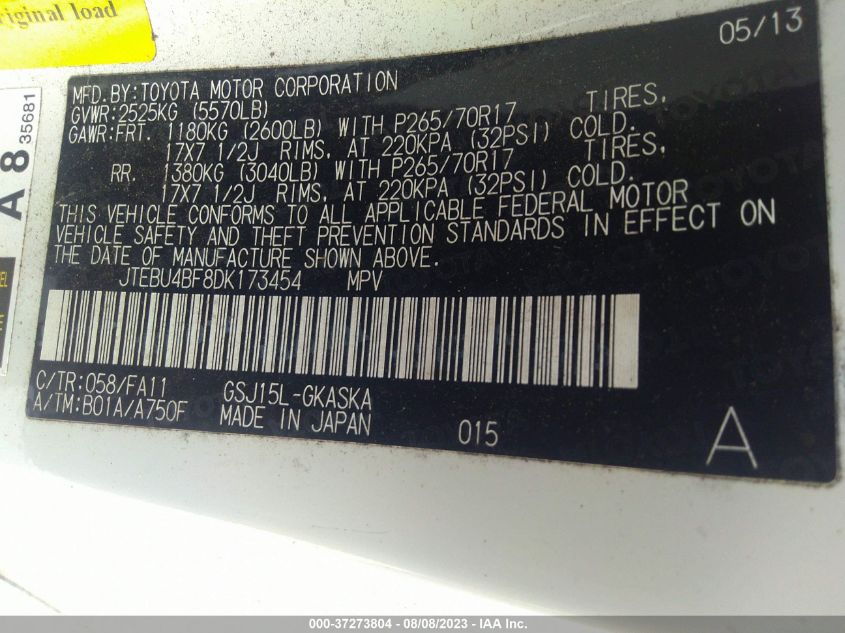 riginal load
05/13
A 8 35681
MFD. BY: TOYOTA MOTOR CORPORATION
GVWR: 2525KG (5570LB)
GAWR: FRT. 1180KG (2600LB) WITH P265/70R17 TIRES,
17X7 1/2J RIMS, AT 220KPA (32PSI) COLD.
RR. 1380KG (3040LB) WITH P265/70R17 TIRES,
17X7 1/2J RIMS, AT 220KPA (32PSI) COLD.
THIS VEHICLE CONFORMS TO ALL APPLICABLE FEDERAL MOTOR
VEHICLE SAFETY AND THEFT PREVENTION STANDARDS IN EFFECT ON
THE DATE OF MANUFACTURE SHOWN ABOVE.
JTEBU4BF8DK173454 MPV
C/TR: 058/FA11 GSJ15L-GKASKA
A/TM: B01A/A750F MADE IN JAPAN 015 A
000-37273804 - 08/08/2023 - IAA Inc.